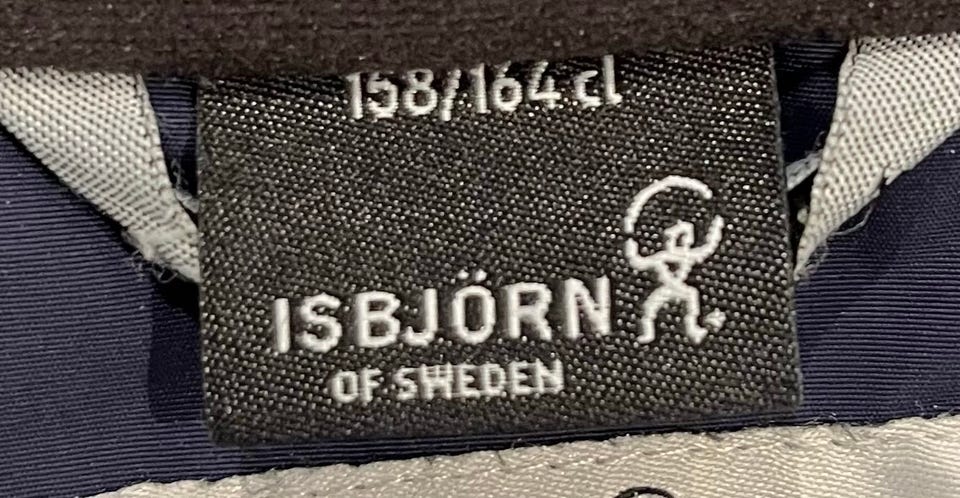 158/164 cl
ISBJÖRN
OF SWEDEN